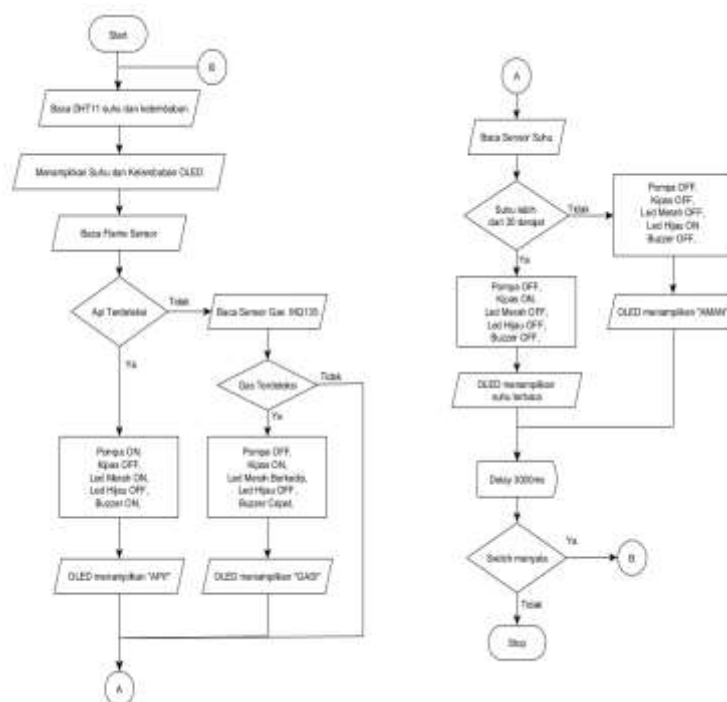 Start
B
Baca DHT11 suhu dan kelembaban
Menampilkan Suhu dan Kelembaban OLED
Baca Flame Sensor
Api Terdeteksi
Tidak
Baca Sensor Gas MQ135
Ya
Gas Terdeteksi
Tidak
Ya
Pompa ON,
Kipas OFF,
Led Merah ON,
Led Hijau OFF,
Buzzer ON,
Pompa OFF,
Kipas ON,
Led Merah Berkedip,
Led Hijau OFF,
Buzzer Cepat,
OLED menampilkan "API!"
OLED menampilkan "GAS!"
A
A
Baca Sensor Suhu
Suhu lebih
dari 30 derajat
Tidak
Pompa OFF,
Kipas OFF,
Led Merah OFF,
Led Hijau ON
Buzzer OFF,
Ya
Pompa OFF,
Kipas ON,
Led Merah OFF,
Led Hijau OFF,
Buzzer OFF,
OLED menampilkan "AMAN"
OLED menampilkan
suhu terbaca
Delay 3000ms
Switch menyala
Ya
B
Tidak
Stop